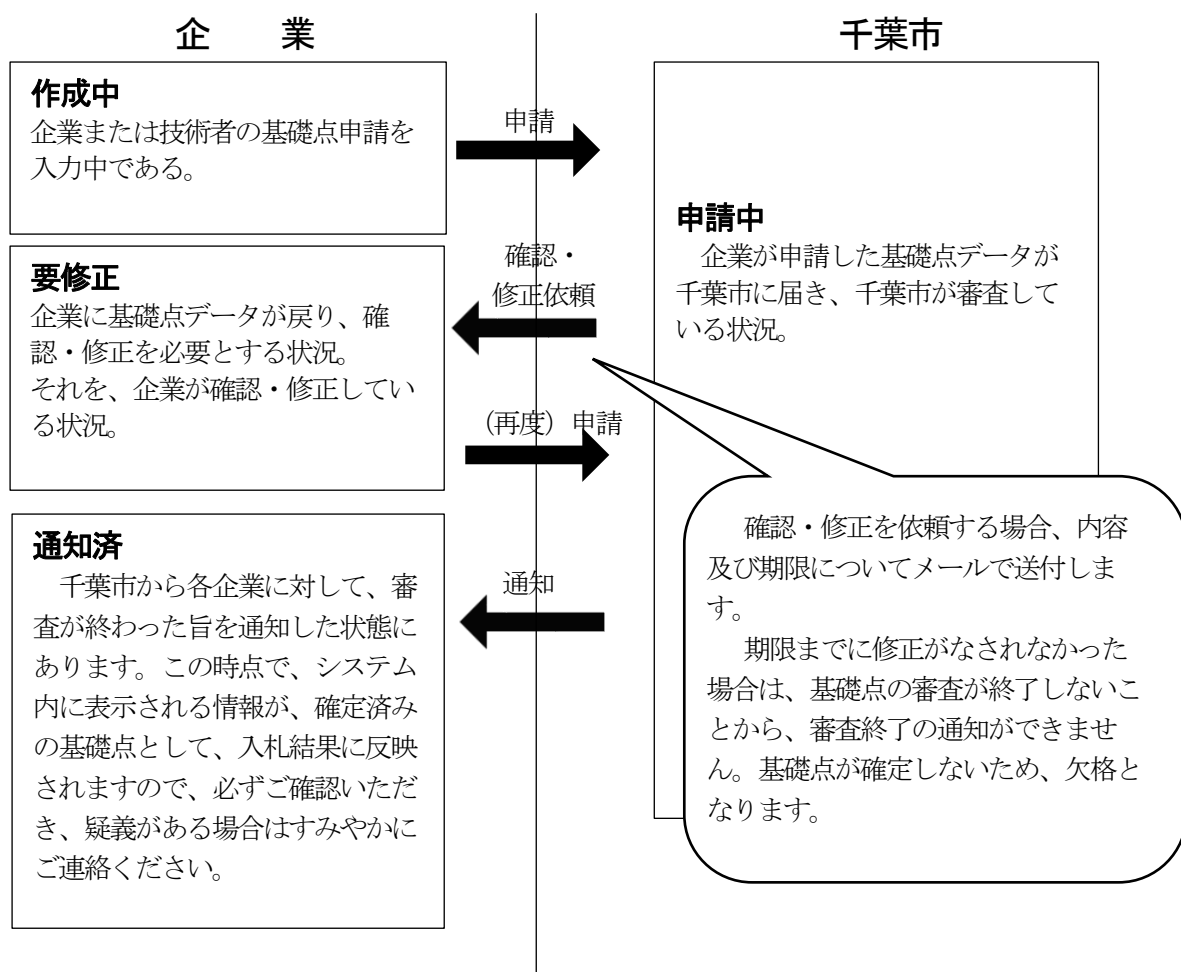 企　業
千葉市
作成中
企業または技術者の基礎点申請を
入力中である。
申請
要修正
企業に基礎点データが戻り、確
認・修正を必要とする状況。
それを、企業が確認・修正してい
る状況。
確認・
修正依頼
（再度）申請
申請中
企業が申請した基礎点データが
千葉市に届き、千葉市が審査して
いる状況。
確認・修正を依頼する場合、内容
及び期限についてメールで送付しま
す。
期限までに修正がなされなかった
場合は、基礎点の審査が終了しないこ
とから、審査終了の通知ができませ
ん。基礎点が確定しないため、欠格と
なります。
通知済
千葉市から各企業に対して、審
査が終わった旨を通知した状態に
あります。この時点で、システム
内に表示される情報が、確定済み
の基礎点として、入札結果に反映
されますので、必ずご確認いただ
き、疑義がある場合はすみやかに
ご連絡ください。
通知